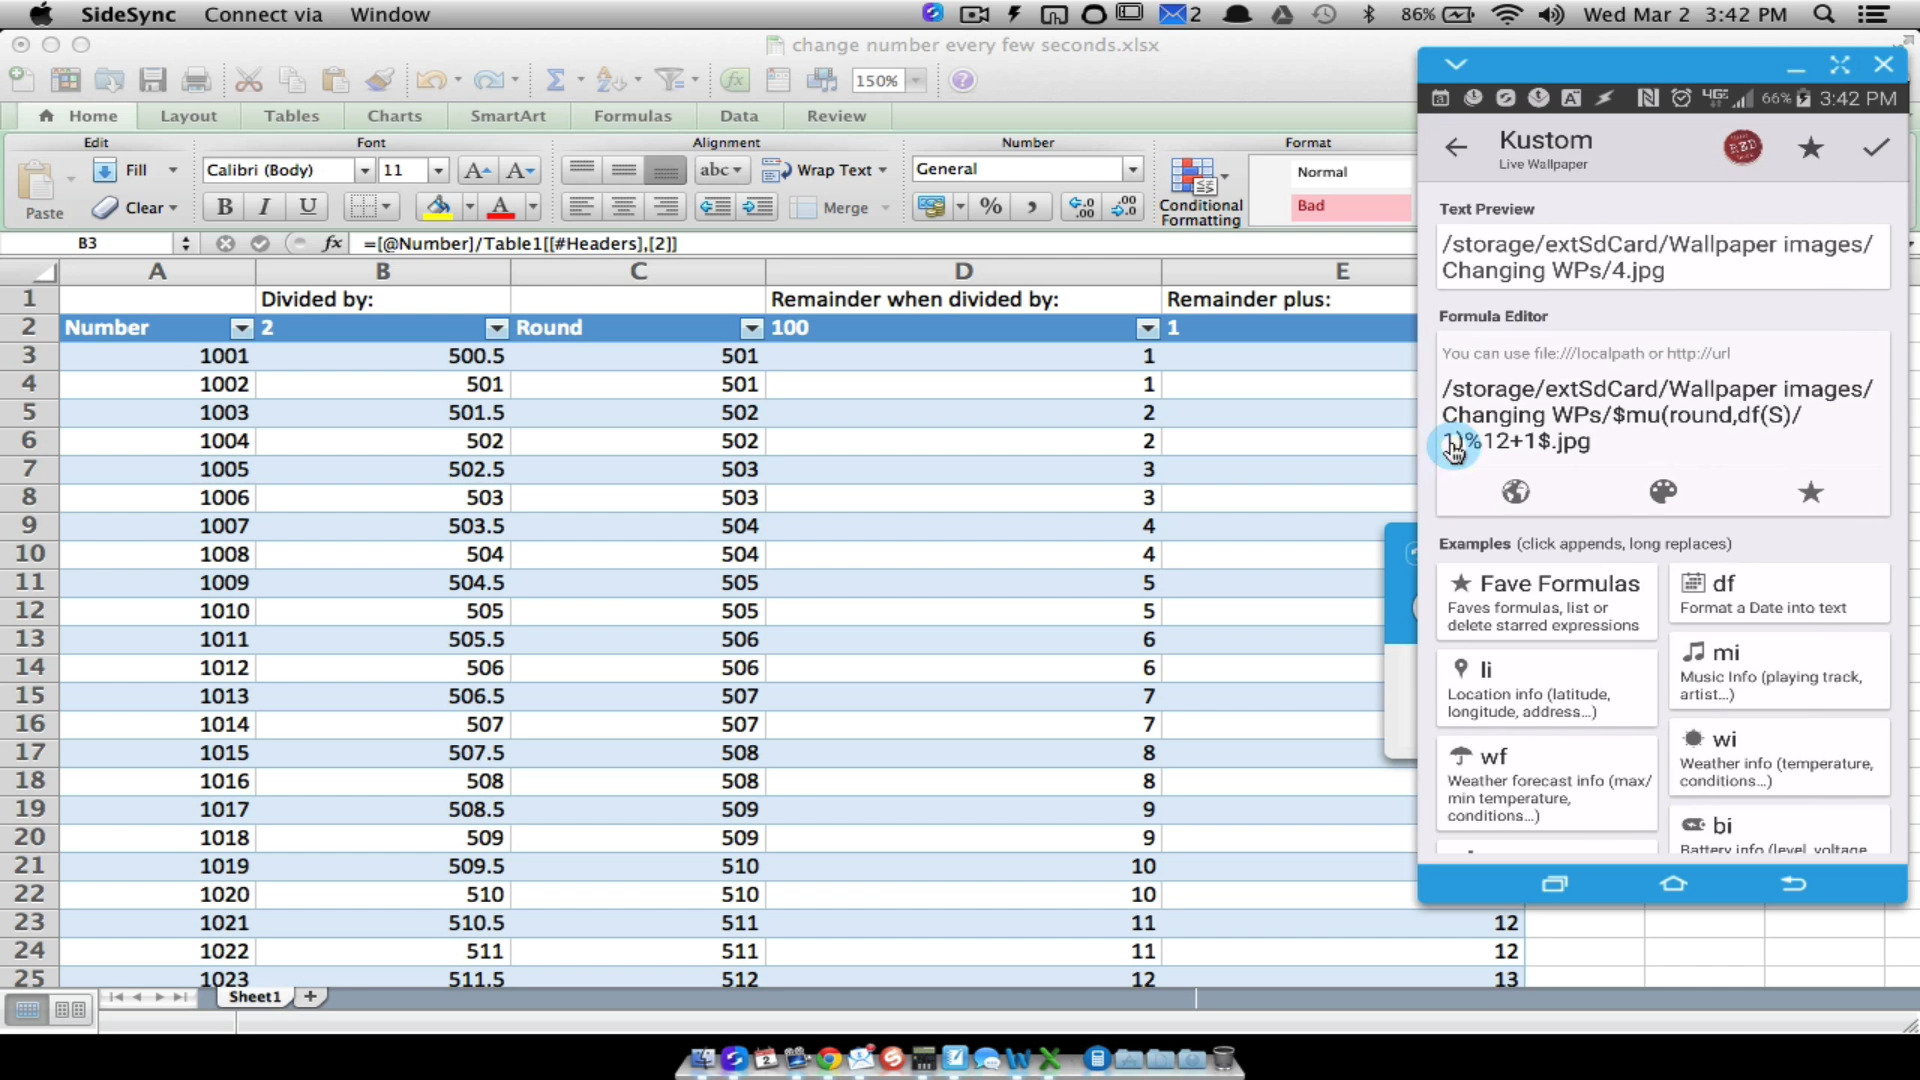 SideSync Connect via Window 2 86% Wed Mar 2 3:42 PM
change number every few seconds.xlsx
150%
Home Layout Tables Charts SmartArt Formulas Data Review
Edit Font Alignment Number Format
Paste Fill Clear
Calibri (Body) 11
B I U
abc Wrap Text Merge
General
Conditional Formatting
Normal
Bad
B3 fx =[@Number]/Table1[[#Headers],[2]]
A B C D E
1 Divided by: Remainder when divided by: Remainder plus:
2 Number 2 Round 100 1
3 1001 500.5 501 1
4 1002 501 501 1
5 1003 501.5 502 2
6 1004 502 502 2
7 1005 502.5 503 3
8 1006 503 503 3
9 1007 503.5 504 4
10 1008 504 504 4
11 1009 504.5 505 5
12 1010 505 505 5
13 1011 505.5 506 6
14 1012 506 506 6
15 1013 506.5 507 7
16 1014 507 507 7
17 1015 507.5 508 8
18 1016 508 508 8
19 1017 508.5 509 9
20 1018 509 509 9
21 1019 509.5 510 10
22 1020 510 510 10
23 1021 510.5 511 11 12
24 1022 511 511 11 12
25 1023 511.5 512 12 13
Sheet1
66% 3:42 PM
Kustom
Live Wallpaper
Text Preview
/storage/extSdCard/Wallpaper images/
Changing WPs/4.jpg
Formula Editor
You can use file:///localpath or http://url
/storage/extSdCard/Wallpaper images/
Changing WPs/$mu(round,df(S)/
1)%12+1$.jpg
Examples (click appends, long replaces)
Fave Formulas
Faves formulas, list or
delete starred expressions
df
Format a Date into text
li
Location info (latitude,
longitude, address...)
mi
Music Info (playing track,
artist...)
wf
Weather forecast info (max/
min temperature,
conditions...)
wi
Weather info (temperature,
conditions...)
bi
Battery info (level, voltage,